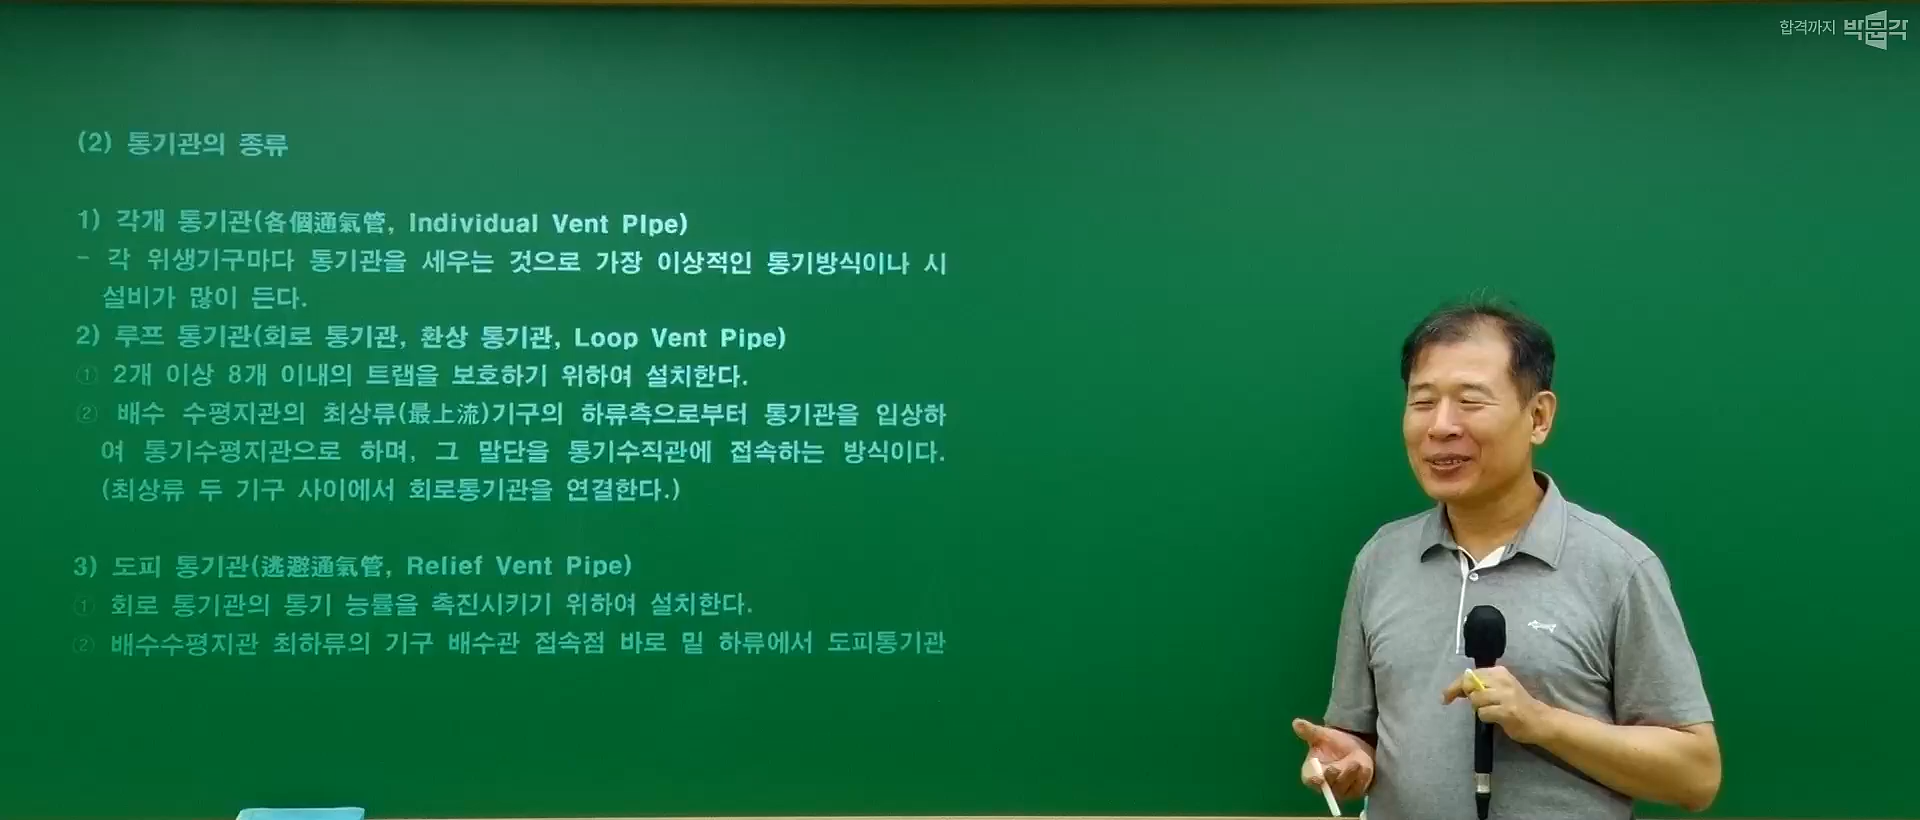 합격까지 박문각
(2) 통기관의 종류
1) 각개 통기관(各個通氣管, Individual Vent PIpe)
- 각 위생기구마다 통기관을 세우는 것으로 가장 이상적인 통기방식이나 시
설비가 많이 든다.
2) 루프 통기관(회로 통기관, 환상 통기관, Loop Vent Pipe)
① 2개 이상 8개 이내의 트랩을 보호하기 위하여 설치한다.
② 배수 수평지관의 최상류(最上流)기구의 하류측으로부터 통기관을 입상하
여 통기수평지관으로 하며, 그 말단을 통기수직관에 접속하는 방식이다.
(최상류 두 기구 사이에서 회로통기관을 연결한다.)
3) 도피 통기관(逃避通氣管, Relief Vent Pipe)
① 회로 통기관의 통기 능률을 촉진시키기 위하여 설치한다.
② 배수수평지관 최하류의 기구 배수관 접속점 바로 밑 하류에서 도피통기관